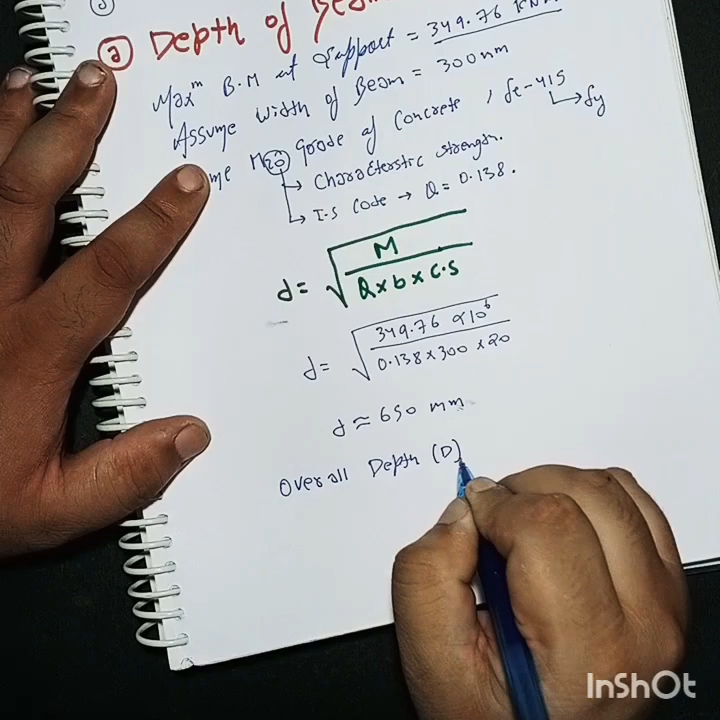 ② Depth of Beam
Maxᵐ B.M at Support = 349.76 KN
Assume Width of Beam = 300mm
me M20 grade of Concrete , fe-415
→ fy
→ Characterstic strength.
→ I.S Code → Q = 0.138.
d = √ M / Q × b × C.S
d = √ 349.76 × 10⁶ / 0.138 × 300 × 20
d ≈ 650 mm
Overall Depth (D)
InShOt